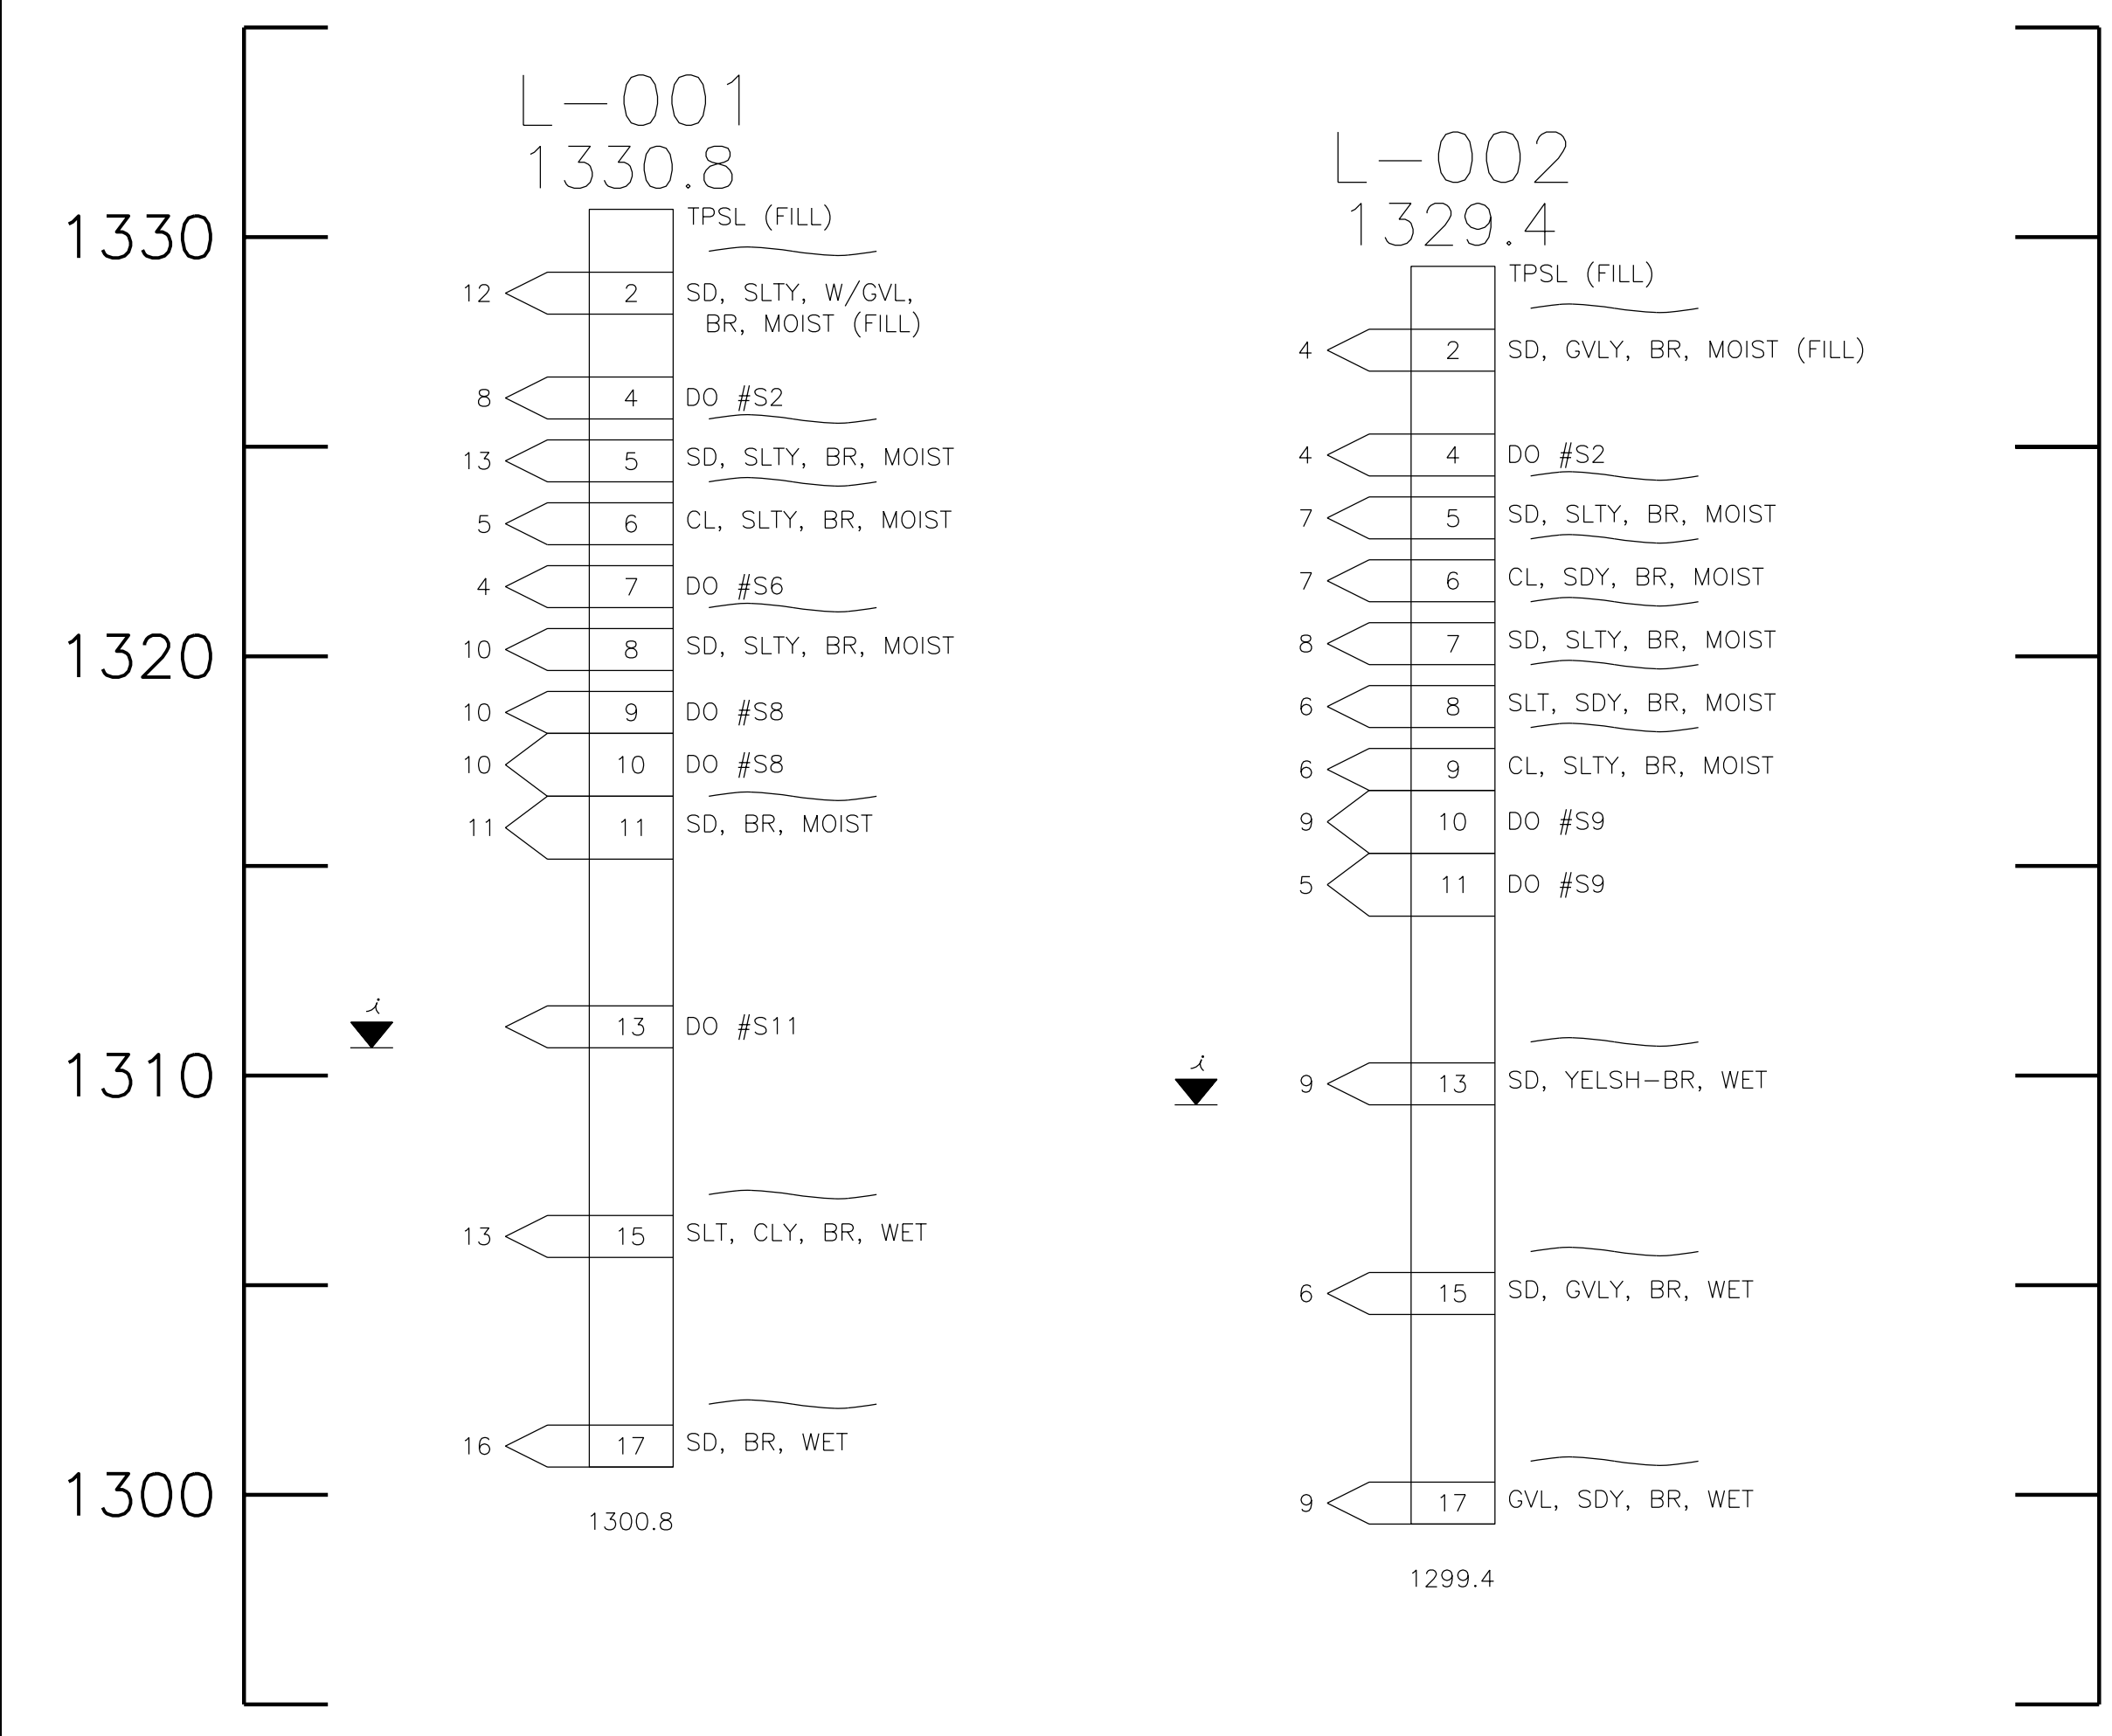 L-001
1330.8
TPSL (FILL)
12 2 SD, SLTY, W/GVL,
BR, MOIST (FILL)
8 4 DO #S2
13 5 SD, SLTY, BR, MOIST
5 6 CL, SLTY, BR, MOIST
4 7 DO #S6
10 8 SD, SLTY, BR, MOIST
10 9 DO #S8
10 10 DO #S8
11 11 SD, BR, MOIST
i
13 DO #S11
13 15 SLT, CLY, BR, WET
16 17 SD, BR, WET
1300.8
L-002
1329.4
TPSL (FILL)
4 2 SD, GVLY, BR, MOIST (FILL)
4 4 DO #S2
7 5 SD, SLTY, BR, MOIST
7 6 CL, SDY, BR, MOIST
8 7 SD, SLTY, BR, MOIST
6 8 SLT, SDY, BR, MOIST
6 9 CL, SLTY, BR, MOIST
9 10 DO #S9
5 11 DO #S9
i
9 13 SD, YELSH-BR, WET
6 15 SD, GVLY, BR, WET
9 17 GVL, SDY, BR, WET
1299.4
1330
1320
1310
1300